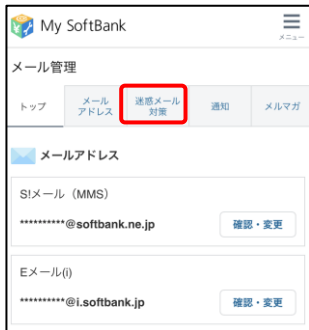 My SoftBank
メニュー
メール管理
トップ
メール
アドレス
迷惑メール
対策
通知
メルマガ
メールアドレス
S!メール（MMS）
**********@softbank.ne.jp
確認・変更
Eメール(i)
**********@i.softbank.jp
確認・変更